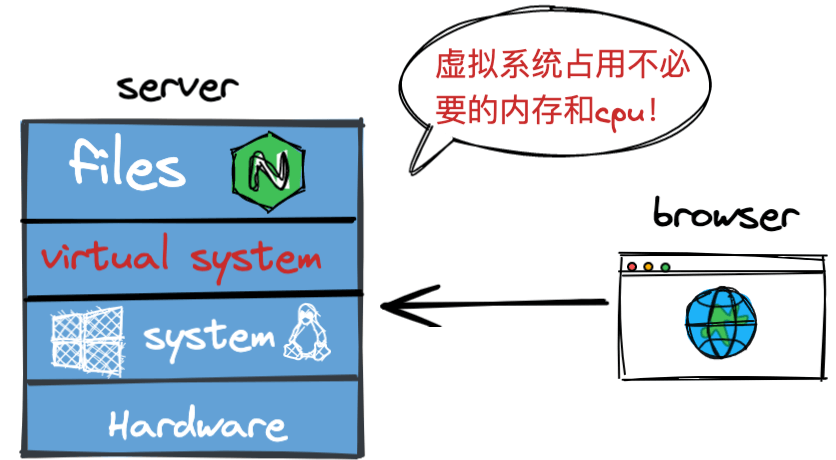 server
虚拟系统占用不必
要的内存和cpu!
files N
virtual system
system
Hardware
browser